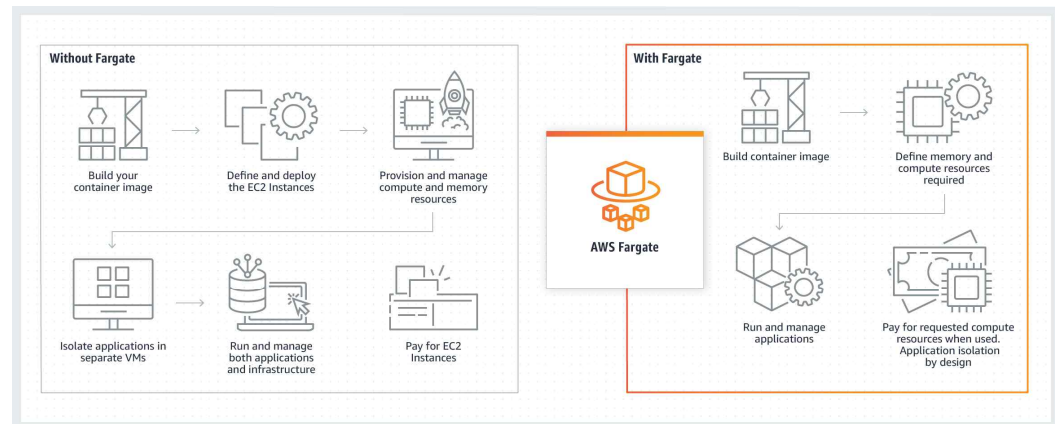 Without Fargate
Build your
container image
Define and deploy
the EC2 Instances
Provision and manage
compute and memory
resources
Isolate applications in
separate VMs
Run and manage
both applications
and infrastructure
Pay for EC2
Instances
AWS Fargate
With Fargate
Build container image
Define memory and
compute resources
required
Run and manage
applications
Pay for requested compute
resources when used.
Application isolation
by design